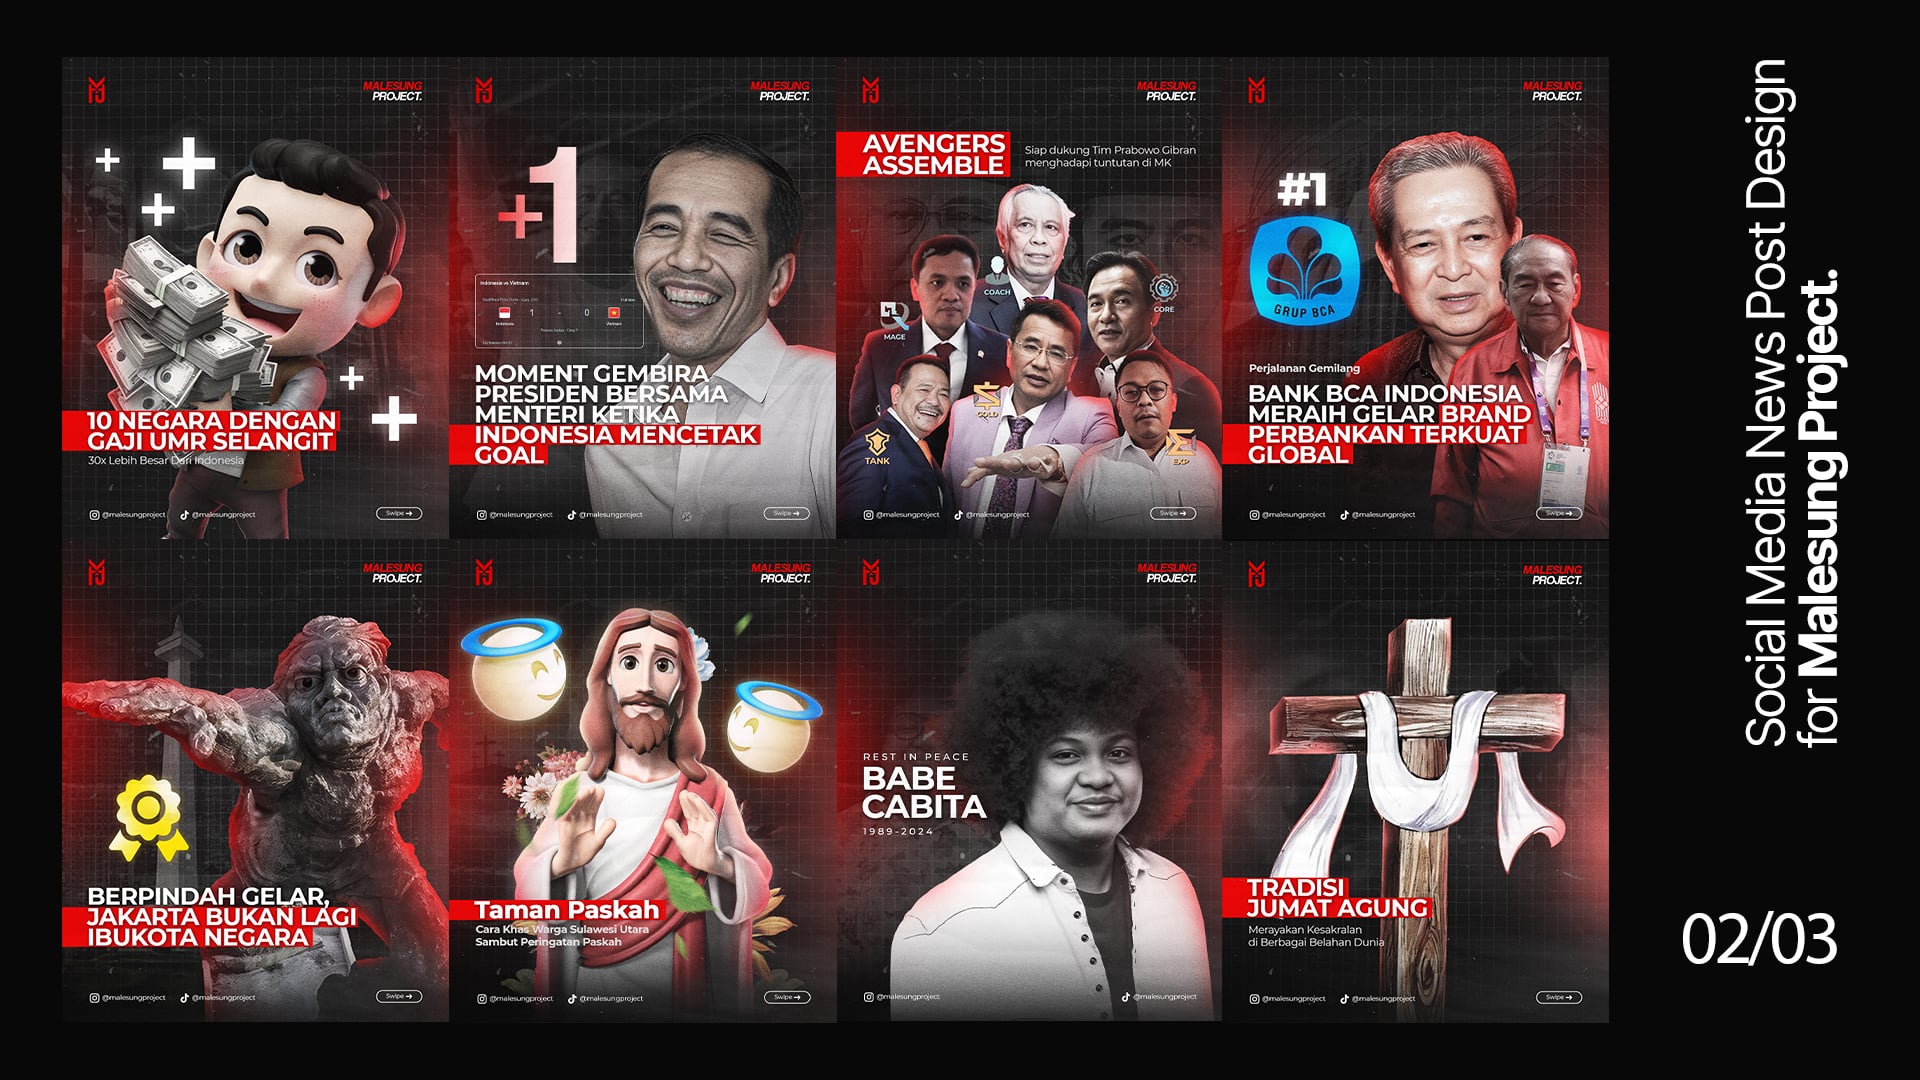 MALESUNG
PROJECT.
10 NEGARA DENGAN
GAJI UMR SELANGIT
30x Lebih Besar Dari Indonesia
@malesungproject
@malesungproject
Swipe
MALESUNG
PROJECT.
+1
Indonesia vs Vietnam
1 - 0
Indonesia
Vietnam
MOMENT GEMBIRA
PRESIDEN BERSAMA
MENTERI KETIKA
INDONESIA MENCETAK
GOAL
@malesungproject
@malesungproject
Swipe
MALESUNG
PROJECT.
AVENGERS
ASSEMBLE
Siap dukung Tim Prabowo Gibran
menghadapi tuntutan di MK
COACH
CORE
MAGE
GOLD
TANK
EXP
@malesungproject
@malesungproject
Swipe
MALESUNG
PROJECT.
#1
GRUP BCA
Perjalanan Gemilang
BANK BCA INDONESIA
MERAIH GELAR BRAND
PERBANKAN TERKUAT
GLOBAL
@malesungproject
@malesungproject
Swipe
MALESUNG
PROJECT.
BERPINDAH GELAR,
JAKARTA BUKAN LAGI
IBUKOTA NEGARA
@malesungproject
@malesungproject
Swipe
MALESUNG
PROJECT.
Taman Paskah
Cara Khas Warga Sulawesi Utara
Sambut Peringatan Paskah
@malesungproject
@malesungproject
Swipe
MALESUNG
PROJECT.
REST IN PEACE
BABE
CABITA
1989-2024
@malesungproject
@malesungproject
MALESUNG
PROJECT.
TRADISI
JUMAT AGUNG
Merayakan Kesakralan
di Berbagai Belahan Dunia
@malesungproject
@malesungproject
Swipe
Social Media News Post Design
for Malesung Project.
02/03